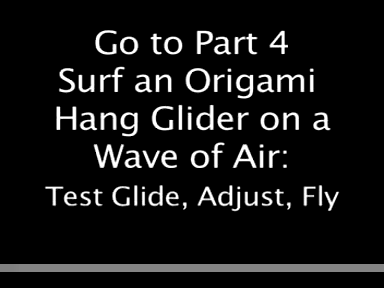 Go to Part 4
Surf an Origami
Hang Glider on a
Wave of Air:
Test Glide, Adjust, Fly